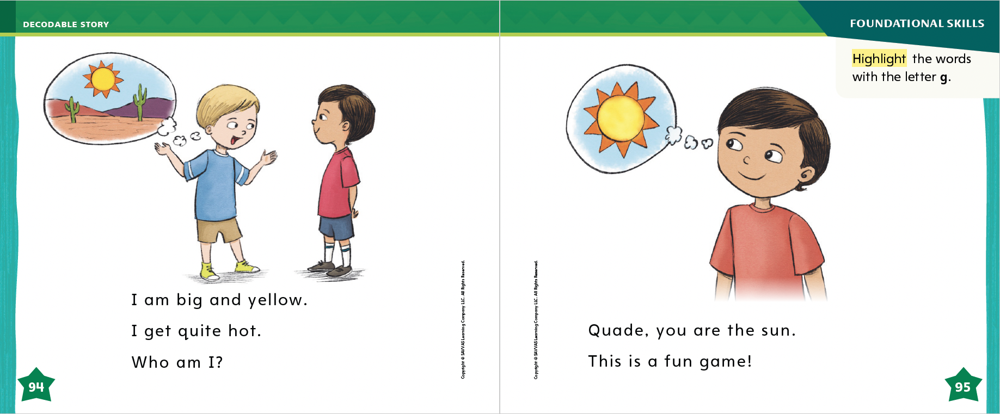 DECODABLE STORY
I am big and yellow.
I get quite hot.
Who am I?
Copyright © SAVVAS Learning Company LLC. All Rights Reserved.
94
FOUNDATIONAL SKILLS
Highlight the words
with the letter g.
Copyright © SAVVAS Learning Company LLC. All Rights Reserved.
Quade, you are the sun.
This is a fun game!
95